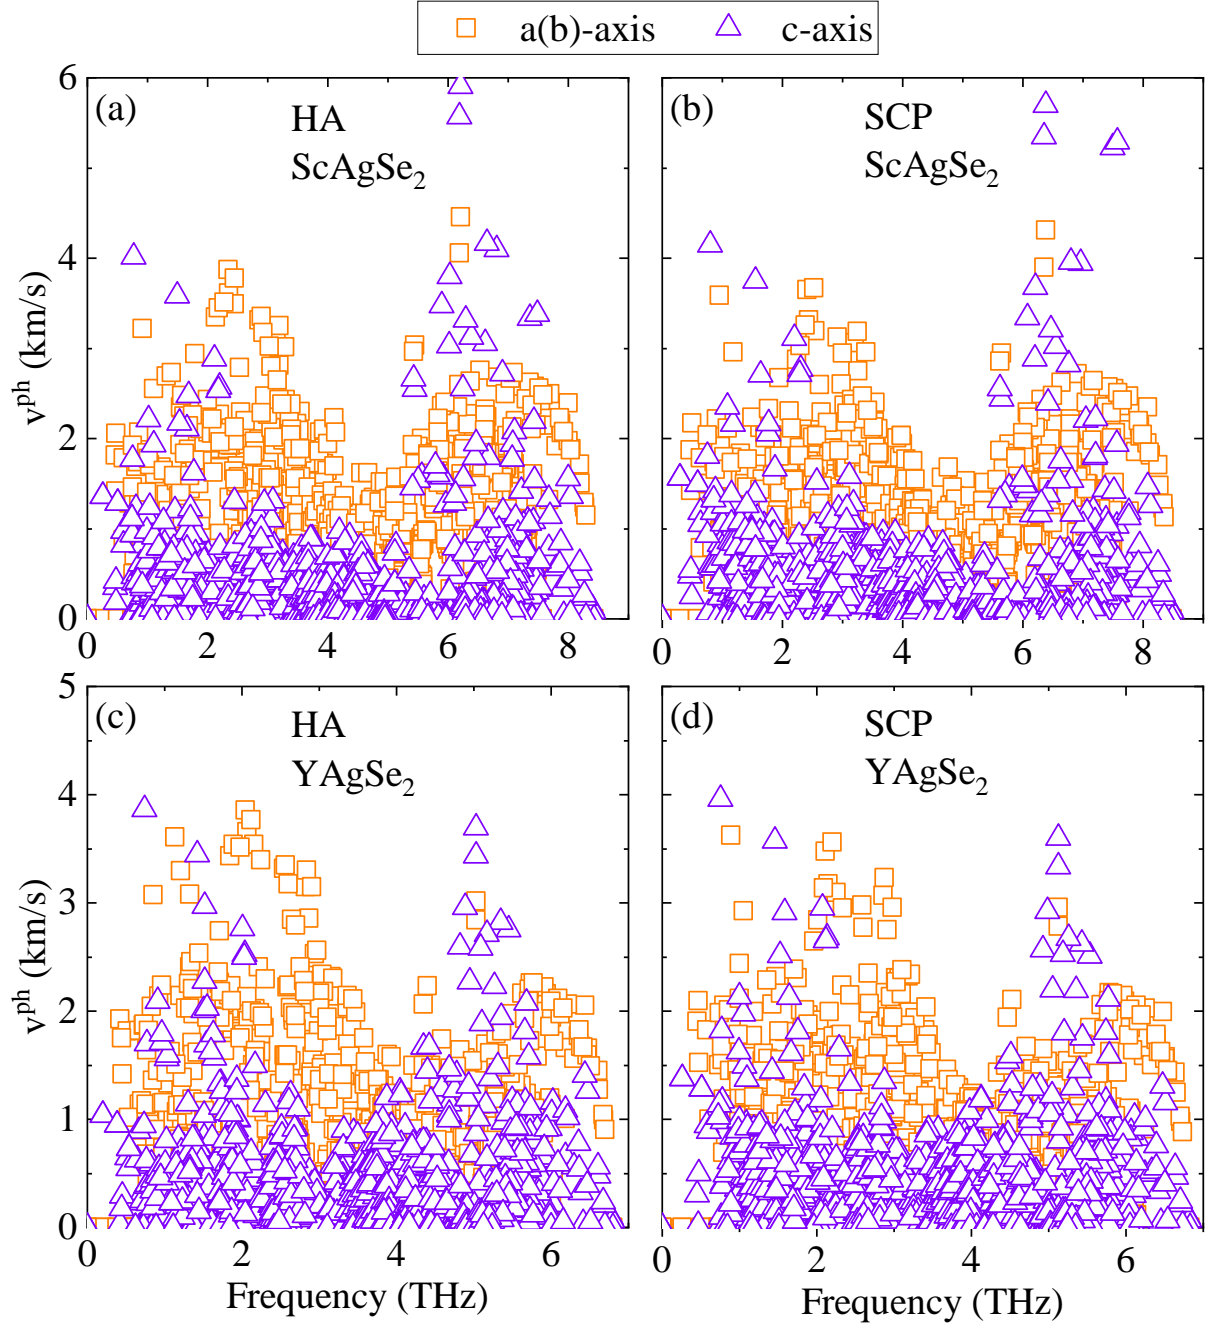 a(b)-axis c-axis
(a) HA ScAgSe₂
(b) SCP ScAgSe₂
v^ph (km/s)
6
4
2
0
0 2 4 6 8
0 2 4 6 8
(c) HA YAgSe₂
(d) SCP YAgSe₂
v^ph (km/s)
5
4
3
2
1
0
0 2 4 6
0 2 4 6
Frequency (THz)
Frequency (THz)